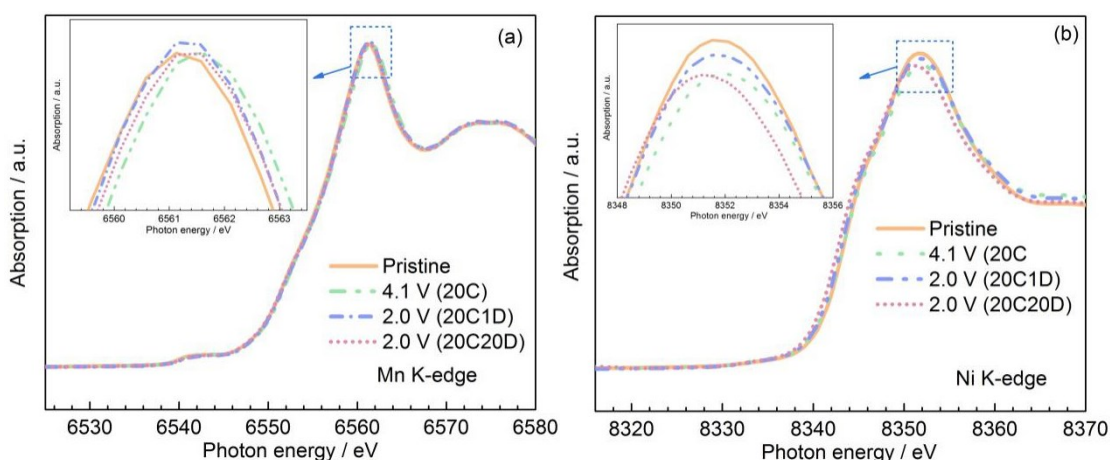 (a)
Absorption / a.u.
6560 6561 6562 6563
Photon energy / eV
Absorption / a.u.
Pristine
4.1 V (20C)
2.0 V (20C1D)
2.0 V (20C20D)
Mn K-edge
6530 6540 6550 6560 6570 6580
Photon energy / eV
(b)
Absorption / a.u.
8348 8350 8352 8354 8356
Photon energy / eV
Absorption / a.u.
Pristine
4.1 V (20C
2.0 V (20C1D)
2.0 V (20C20D)
Ni K-edge
8320 8330 8340 8350 8360 8370
Photon energy / eV